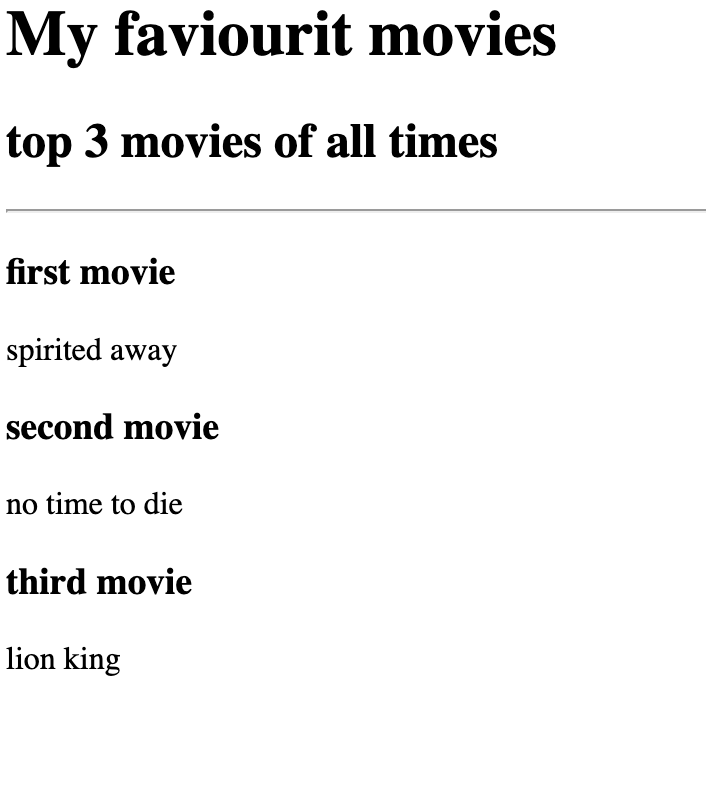 My faviourit movies
top 3 movies of all times
first movie
spirited away
second movie
no time to die
third movie
lion king